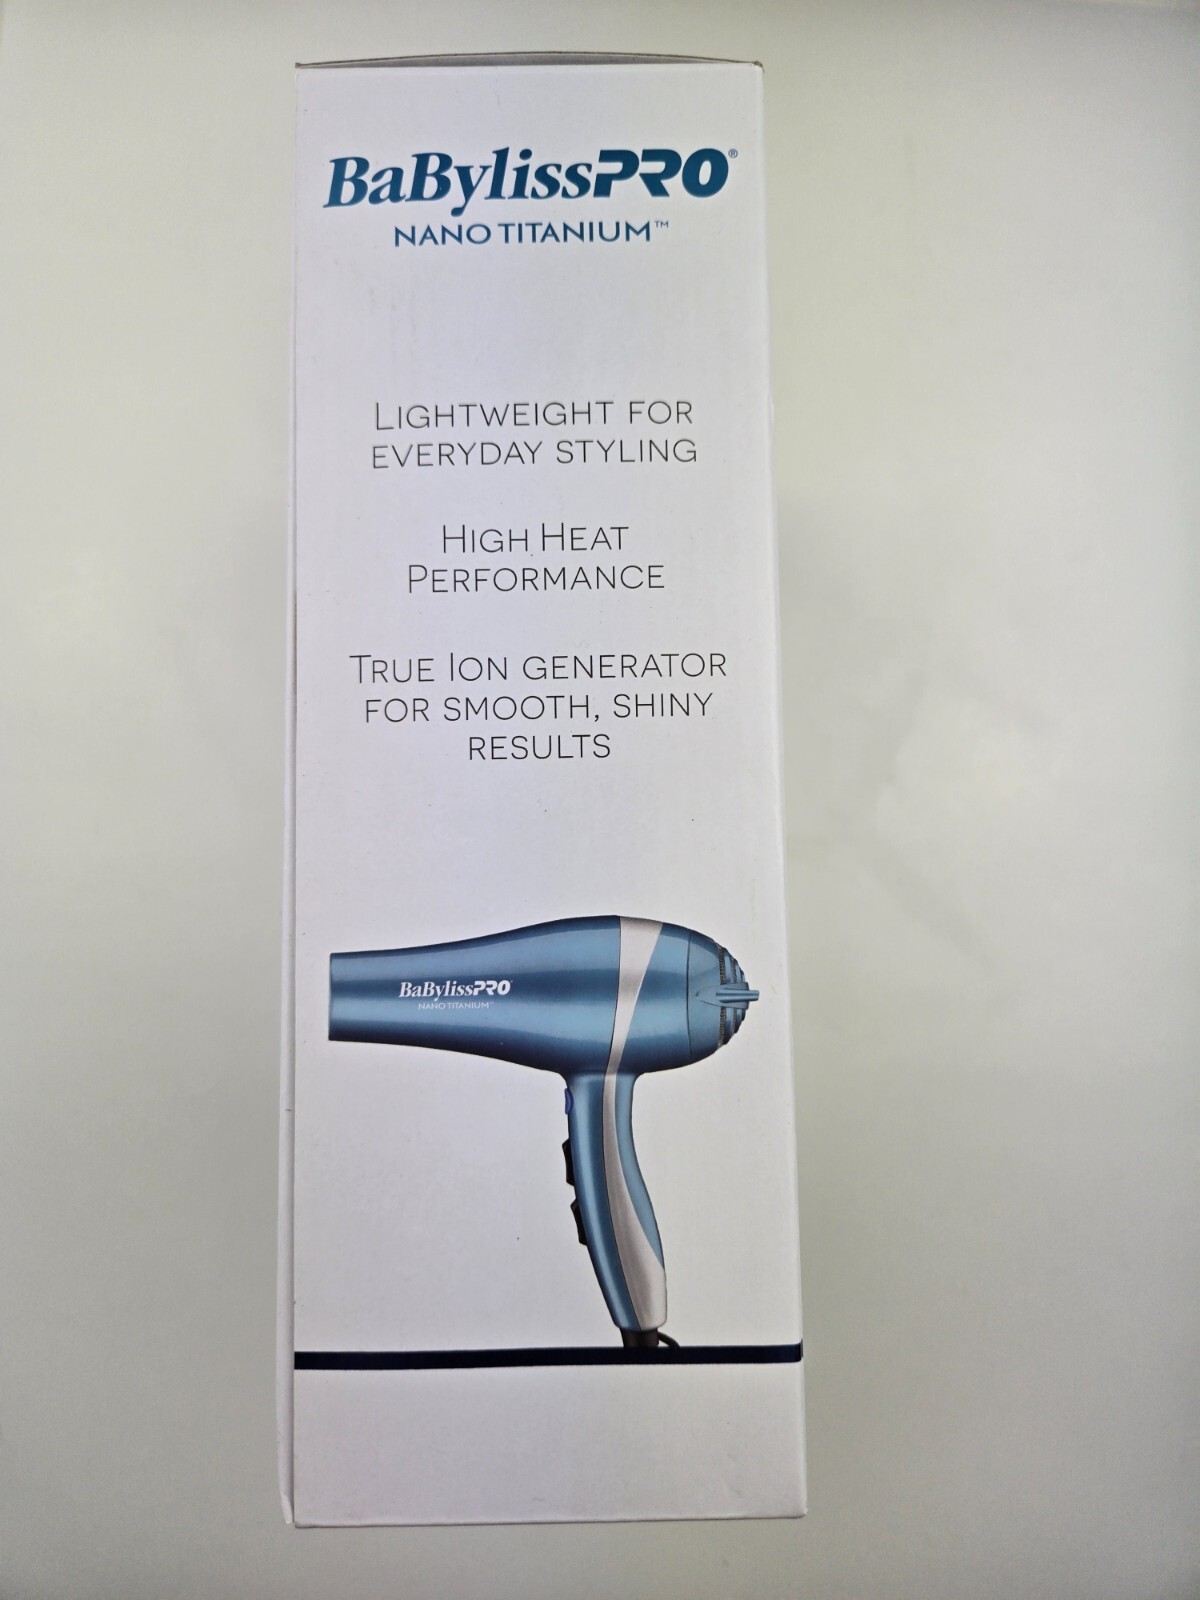 BaBylissPRO®
NANO TITANIUM™
LIGHTWEIGHT FOR
EVERYDAY STYLING
HIGH HEAT
PERFORMANCE
TRUE ION GENERATOR
FOR SMOOTH, SHINY
RESULTS
BaBylissPRO®
NANO TITANIUM™